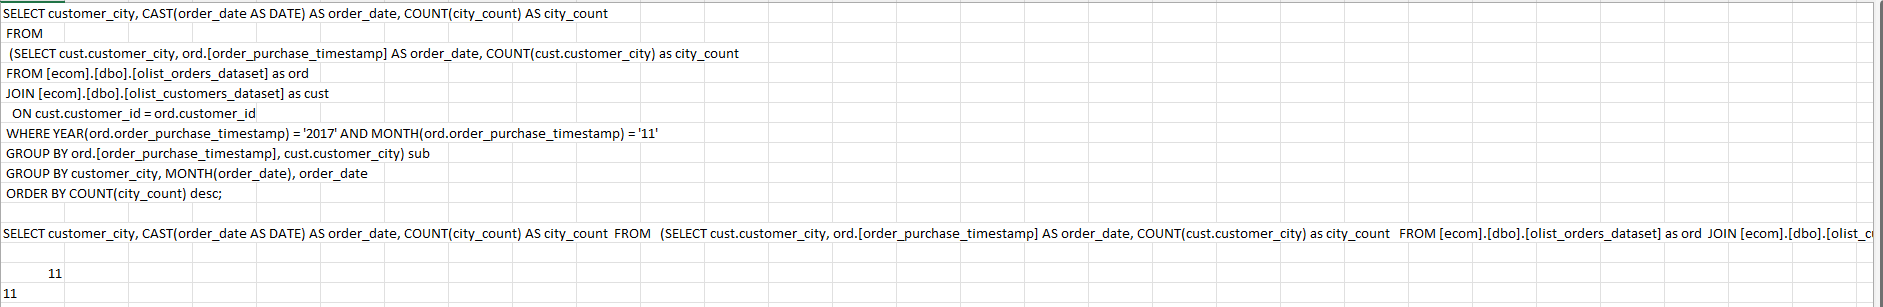 SELECT customer_city, CAST(order_date AS DATE) AS order_date, COUNT(city_count) AS city_count
FROM
(SELECT cust.customer_city, ord.[order_purchase_timestamp] AS order_date, COUNT(cust.customer_city) as city_count
FROM [ecom].[dbo].[olist_orders_dataset] as ord
JOIN [ecom].[dbo].[olist_customers_dataset] as cust
ON cust.customer_id = ord.customer_id
WHERE YEAR(ord.order_purchase_timestamp) = '2017' AND MONTH(ord.order_purchase_timestamp) = '11'
GROUP BY ord.[order_purchase_timestamp], cust.customer_city) sub
GROUP BY customer_city, MONTH(order_date), order_date
ORDER BY COUNT(city_count) desc;
SELECT customer_city, CAST(order_date AS DATE) AS order_date, COUNT(city_count) AS city_count FROM (SELECT cust.customer_city, ord.[order_purchase_timestamp] AS order_date, COUNT(cust.customer_city) as city_count FROM [ecom].[dbo].[olist_orders_dataset] as ord JOIN [ecom].[dbo].[olist_c
11
11